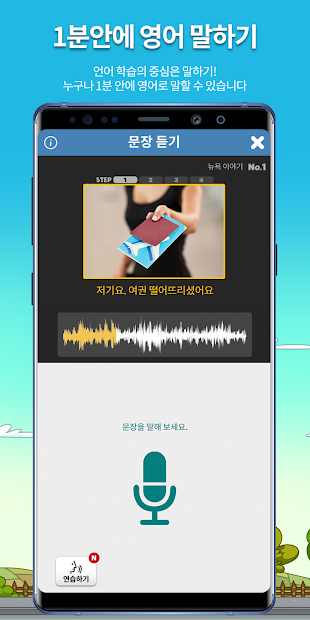 1분안에 영어 말하기
언어 학습의 중심은 말하기!
누구나 1분 안에 영어로 말할 수 있습니다
문장 듣기
뉴욕 이야기 No.1
STEP 1 2 3 4
저기요, 여권 떨어뜨리셨어요
문장을 말해 보세요.
N
연습하기